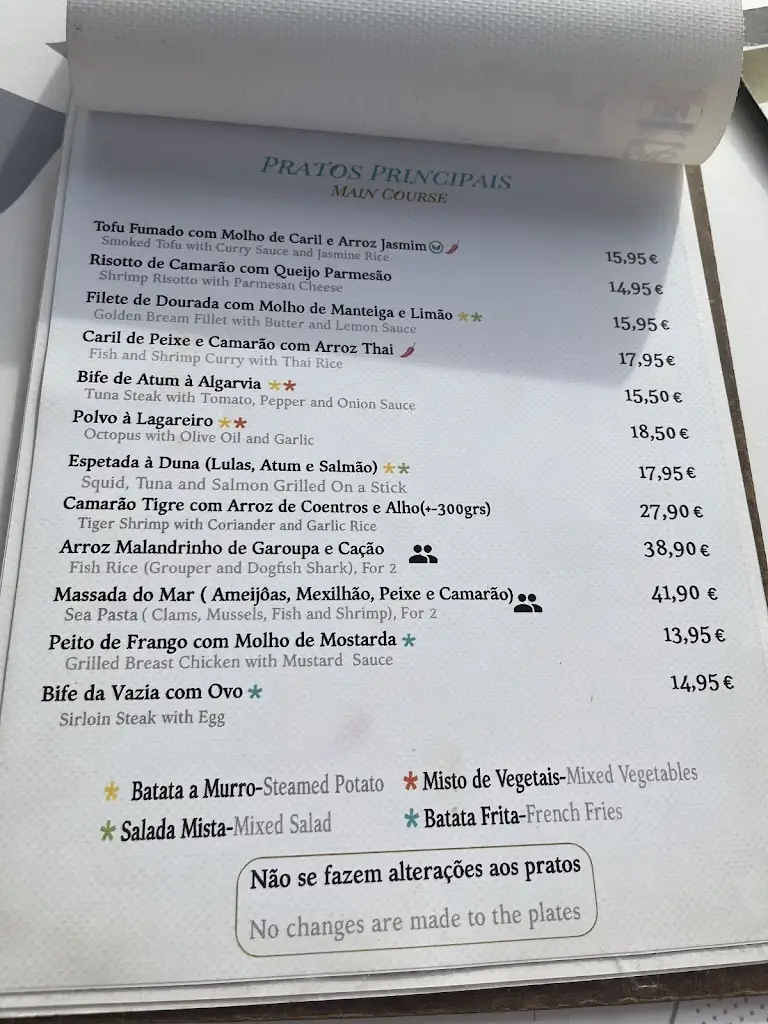 PRATOS PRINCIPAIS
MAIN COURSE
Tofu Fumado com Molho de Caril e Arroz Jasmim 15,95 €
Smoked Tofu with Curry Sauce and Jasmine Rice
Risotto de Camarão com Queijo Parmesão 14,95 €
Shrimp Risotto with Parmesan Cheese
Filete de Dourada com Molho de Manteiga e Limão ** 15,95 €
Golden Bream Fillet with Butter and Lemon Sauce
Caril de Peixe e Camarão com Arroz Thai 17,95 €
Fish and Shrimp Curry with Thai Rice
Bife de Atum à Algarvia ** 15,50 €
Tuna Steak with Tomato, Pepper and Onion Sauce
Polvo à Lagareiro ** 18,50 €
Octopus with Olive Oil and Garlic
Espetada à Duna (Lulas, Atum e Salmão) ** 17,95 €
Squid, Tuna and Salmon Grilled On a Stick
Camarão Tigre com Arroz de Coentros e Alho(+-300grs) 27,90 €
Tiger Shrimp with Coriander and Garlic Rice
Arroz Malandrinho de Garoupa e Cação 38,90 €
Fish Rice (Grouper and Dogfish Shark), For 2
Massada do Mar ( Ameijôas, Mexilhão, Peixe e Camarão) 41,90 €
Sea Pasta ( Clams, Mussels, Fish and Shrimp), For 2
Peito de Frango com Molho de Mostarda * 13,95 €
Grilled Breast Chicken with Mustard Sauce
Bife da Vazia com Ovo * 14,95 €
Sirloin Steak with Egg
* Batata a Murro-Steamed Potato * Misto de Vegetais-Mixed Vegetables
* Salada Mista-Mixed Salad * Batata Frita-French Fries
Não se fazem alterações aos pratos
No changes are made to the plates